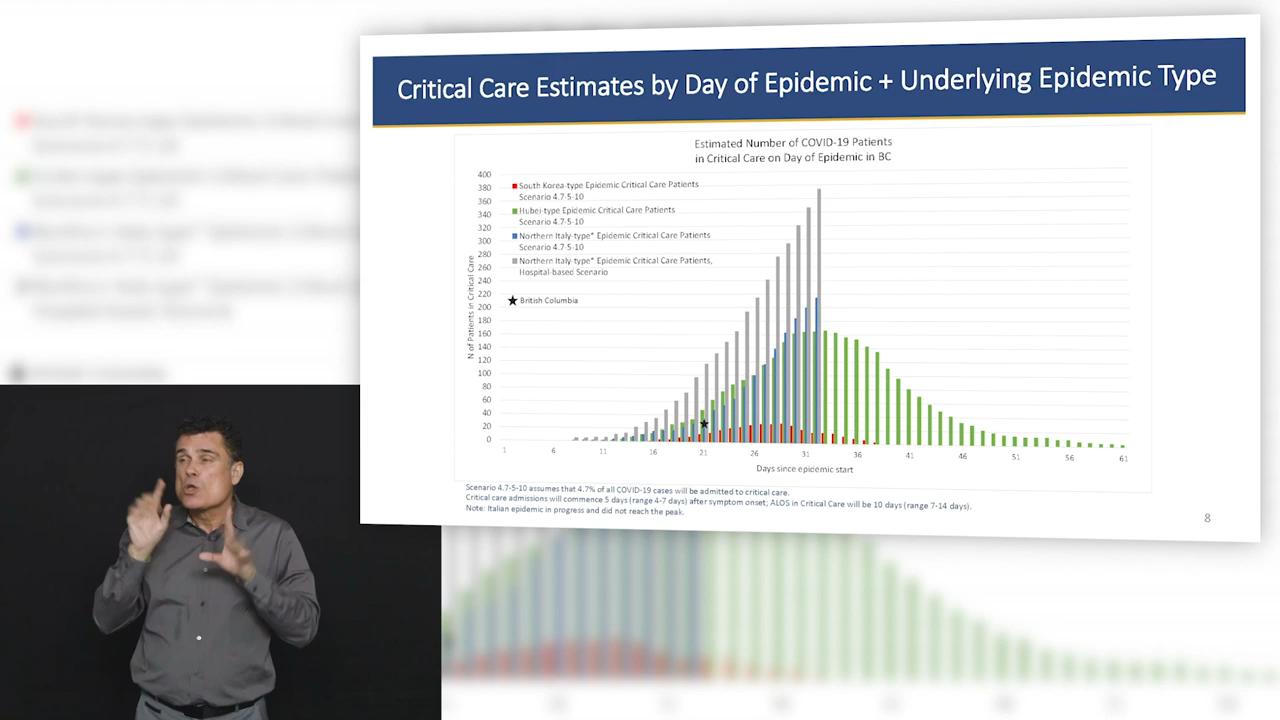 Critical Care Estimates by Day of Epidemic + Underlying Epidemic Type
Estimated Number of COVID-19 Patients
in Critical Care on Day of Epidemic in BC
400
380
360
340
320
300
280
260
240
220
200
180
160
140
120
100
80
60
40
20
0
N of Patients in Critical Care
South Korea-type Epidemic Critical Care Patients
Scenario 4.7-5-10
Hubei-type Epidemic Critical Care Patients
Scenario 4.7-5-10
Northern Italy-type* Epidemic Critical Care Patients
Scenario 4.7-5-10
Northern Italy-type* Epidemic Critical Care Patients,
Hospital-based Scenario
British Columbia
1 6 11 16 21 26 31 36 41 46 51 56 61
Days since epidemic start
Scenario 4.7-5-10 assumes that 4.7% of all COVID-19 cases will be admitted to critical care.
Critical care admissions will commence 5 days (range 4-7 days) after symptom onset; ALOS in Critical Care will be 10 days (range 7-14 days).
Note: Italian epidemic in progress and did not reach the peak.
8